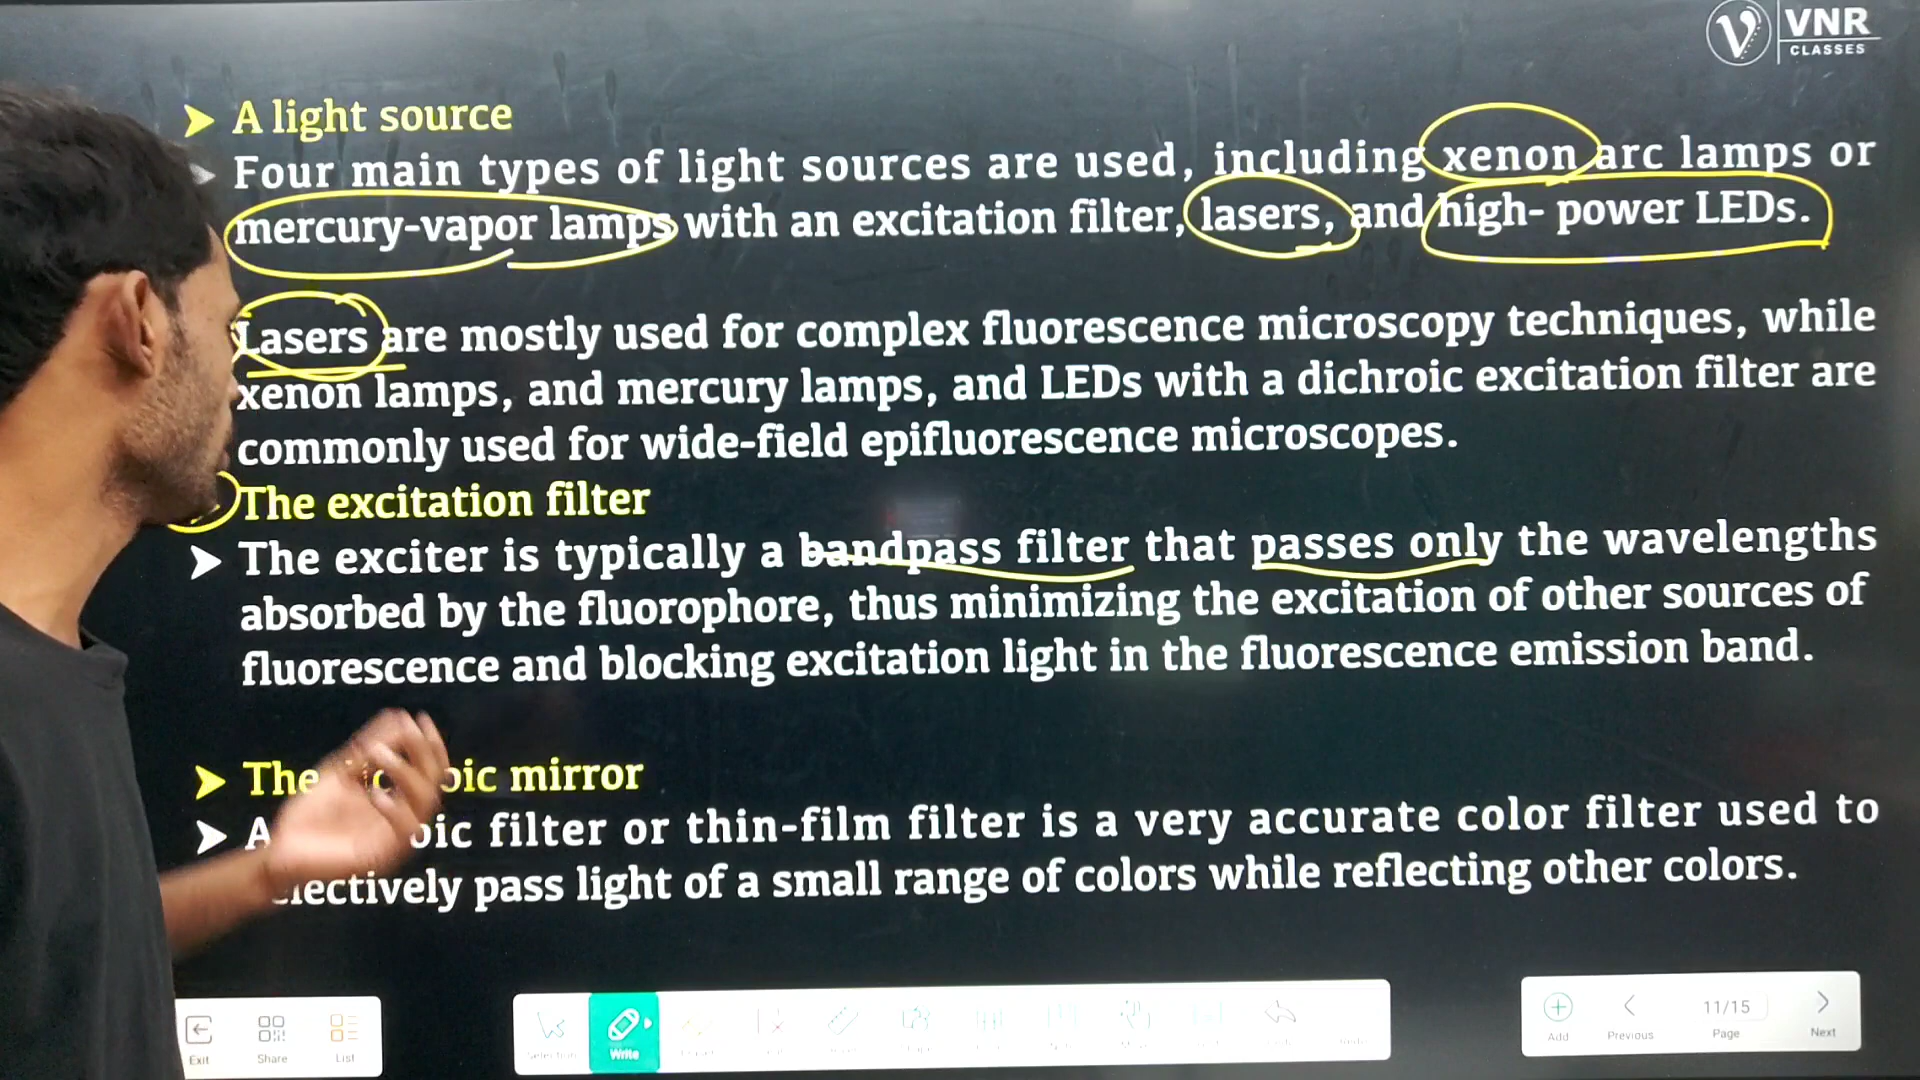 VNR
CLASSES
A light source
Four main types of light sources are used, including xenon arc lamps or
mercury-vapor lamps with an excitation filter, lasers, and high- power LEDs.
Lasers are mostly used for complex fluorescence microscopy techniques, while
xenon lamps, and mercury lamps, and LEDs with a dichroic excitation filter are
commonly used for wide-field epifluorescence microscopes.
The excitation filter
The exciter is typically a bandpass filter that passes only the wavelengths
absorbed by the fluorophore, thus minimizing the excitation of other sources of
fluorescence and blocking excitation light in the fluorescence emission band.
The mirror
A filter or thin-film filter is a very accurate color filter used to
pass light of a small range of colors while reflecting other colors.
Exit Share List Write Add Previous 11/15 Page Next